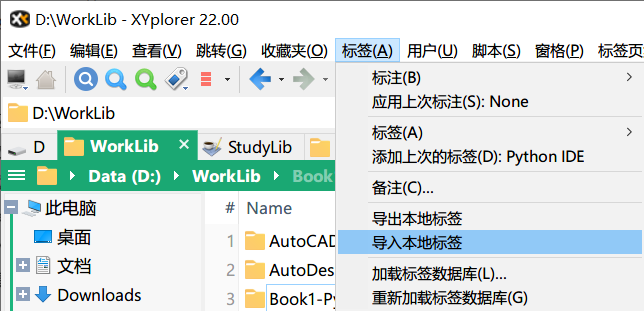 D:\WorkLib - XYplorer 22.00
文件(F) 编辑(E) 查看(V) 跳转(G) 收藏夹(O) 标签(A) 用户(U) 脚本(S) 窗格(P) 标签页
D:\WorkLib
D WorkLib StudyLib
Data (D:) WorkLib Book
此电脑
桌面
文档
Downloads
# Name
1 AutoCAD
2 AutoDes
3 Book1-Py
标注(B)
应用上次标注(S): None
标签(A)
添加上次的标签(D): Python IDE
备注(C)...
导出本地标签
导入本地标签
加载标签数据库(L)...
重新加载标签数据库(G)